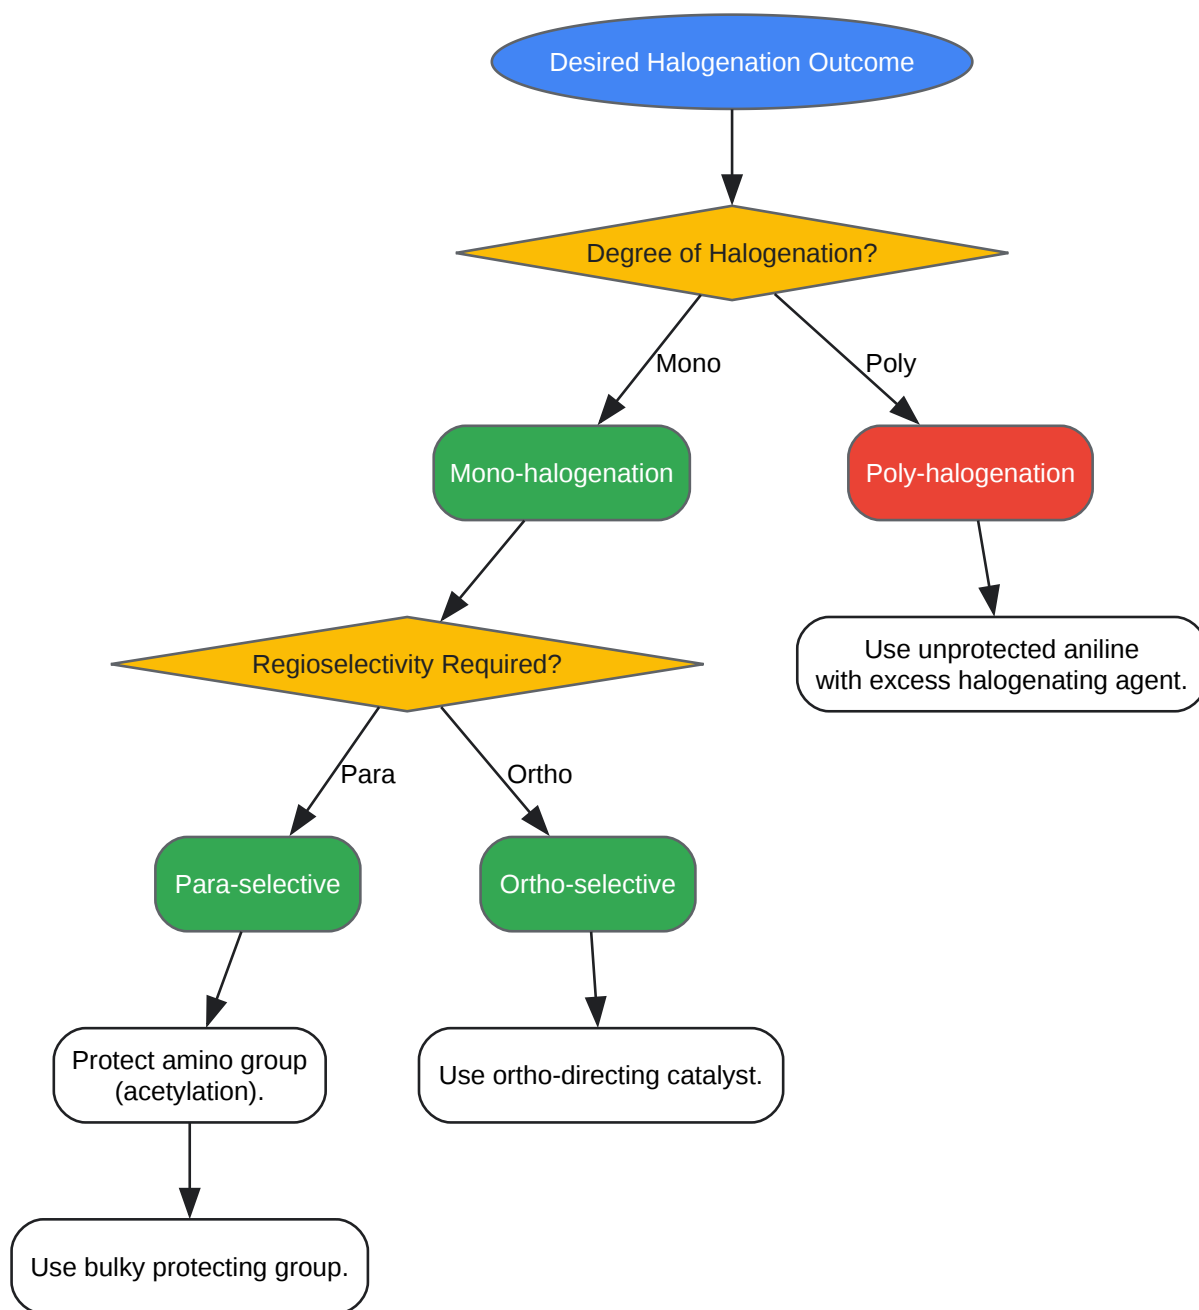 Desired Halogenation Outcome
Degree of Halogenation?
Mono
Poly
Mono-halogenation
Poly-halogenation
Use unprotected aniline
with excess halogenating agent.
Regioselectivity Required?
Para
Ortho
Para-selective
Ortho-selective
Protect amino group
(acetylation).
Use ortho-directing catalyst.
Use bulky protecting group.